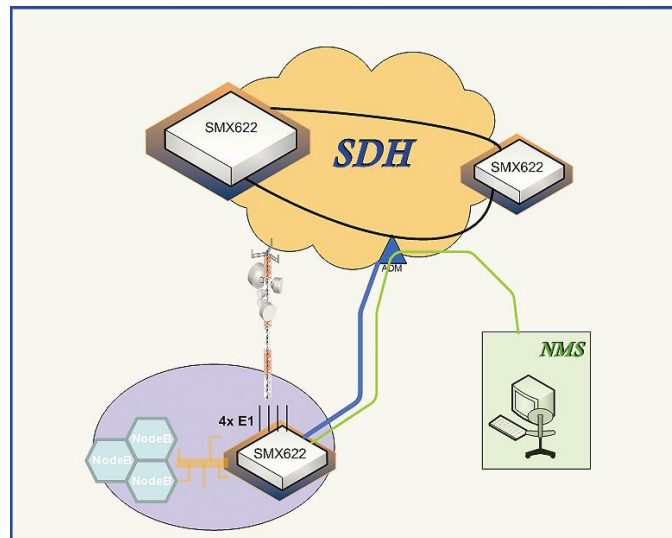 SMX622
SDH
SMX622
ADM
NMS
4x E1
NodeB
NodeB
NodeB
SMX622